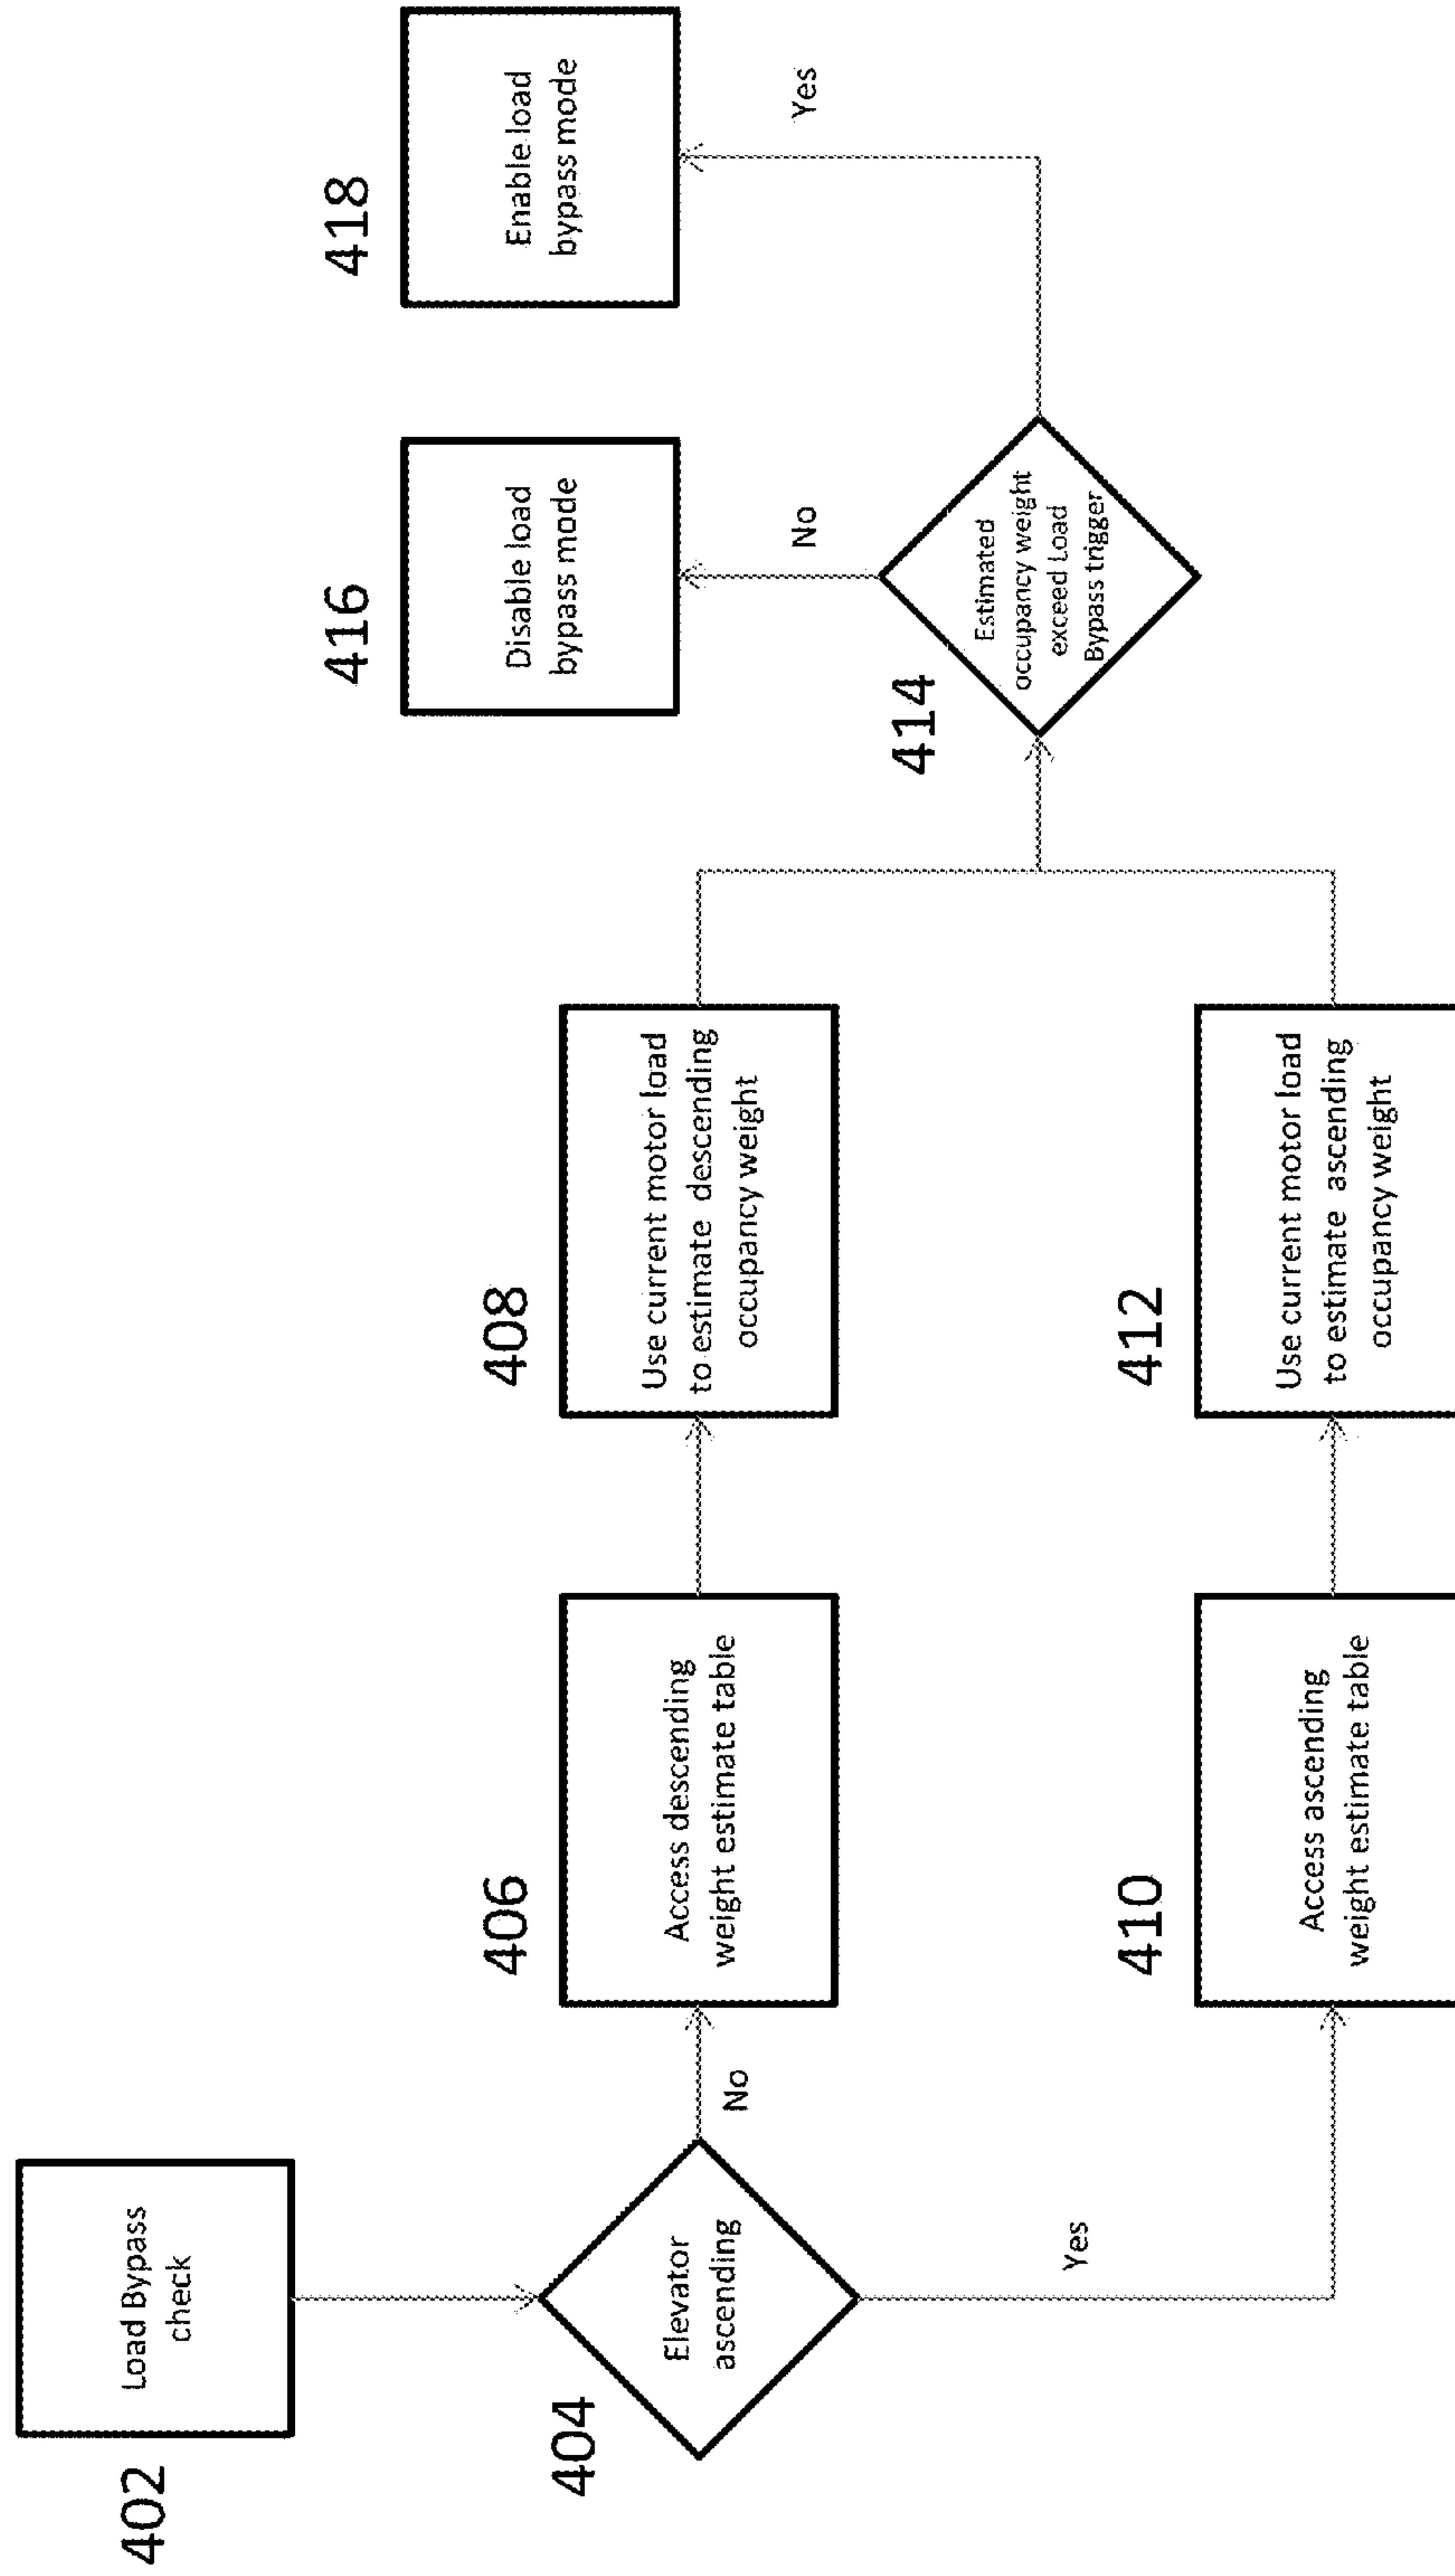 402
Load Bypass
check
404
Elevator
ascending
No
Yes
406
Access descending
weight estimate table
408
Use current motor load
to estimate descending
occupancy weight
410
Access ascending
weight estimate table
412
Use current motor load
to estimate ascending
occupancy weight
414
Estimated
occupancy weight
exceed Load
Bypass trigger
No
Yes
416
Disable load
bypass mode
418
Enable load
bypass mode